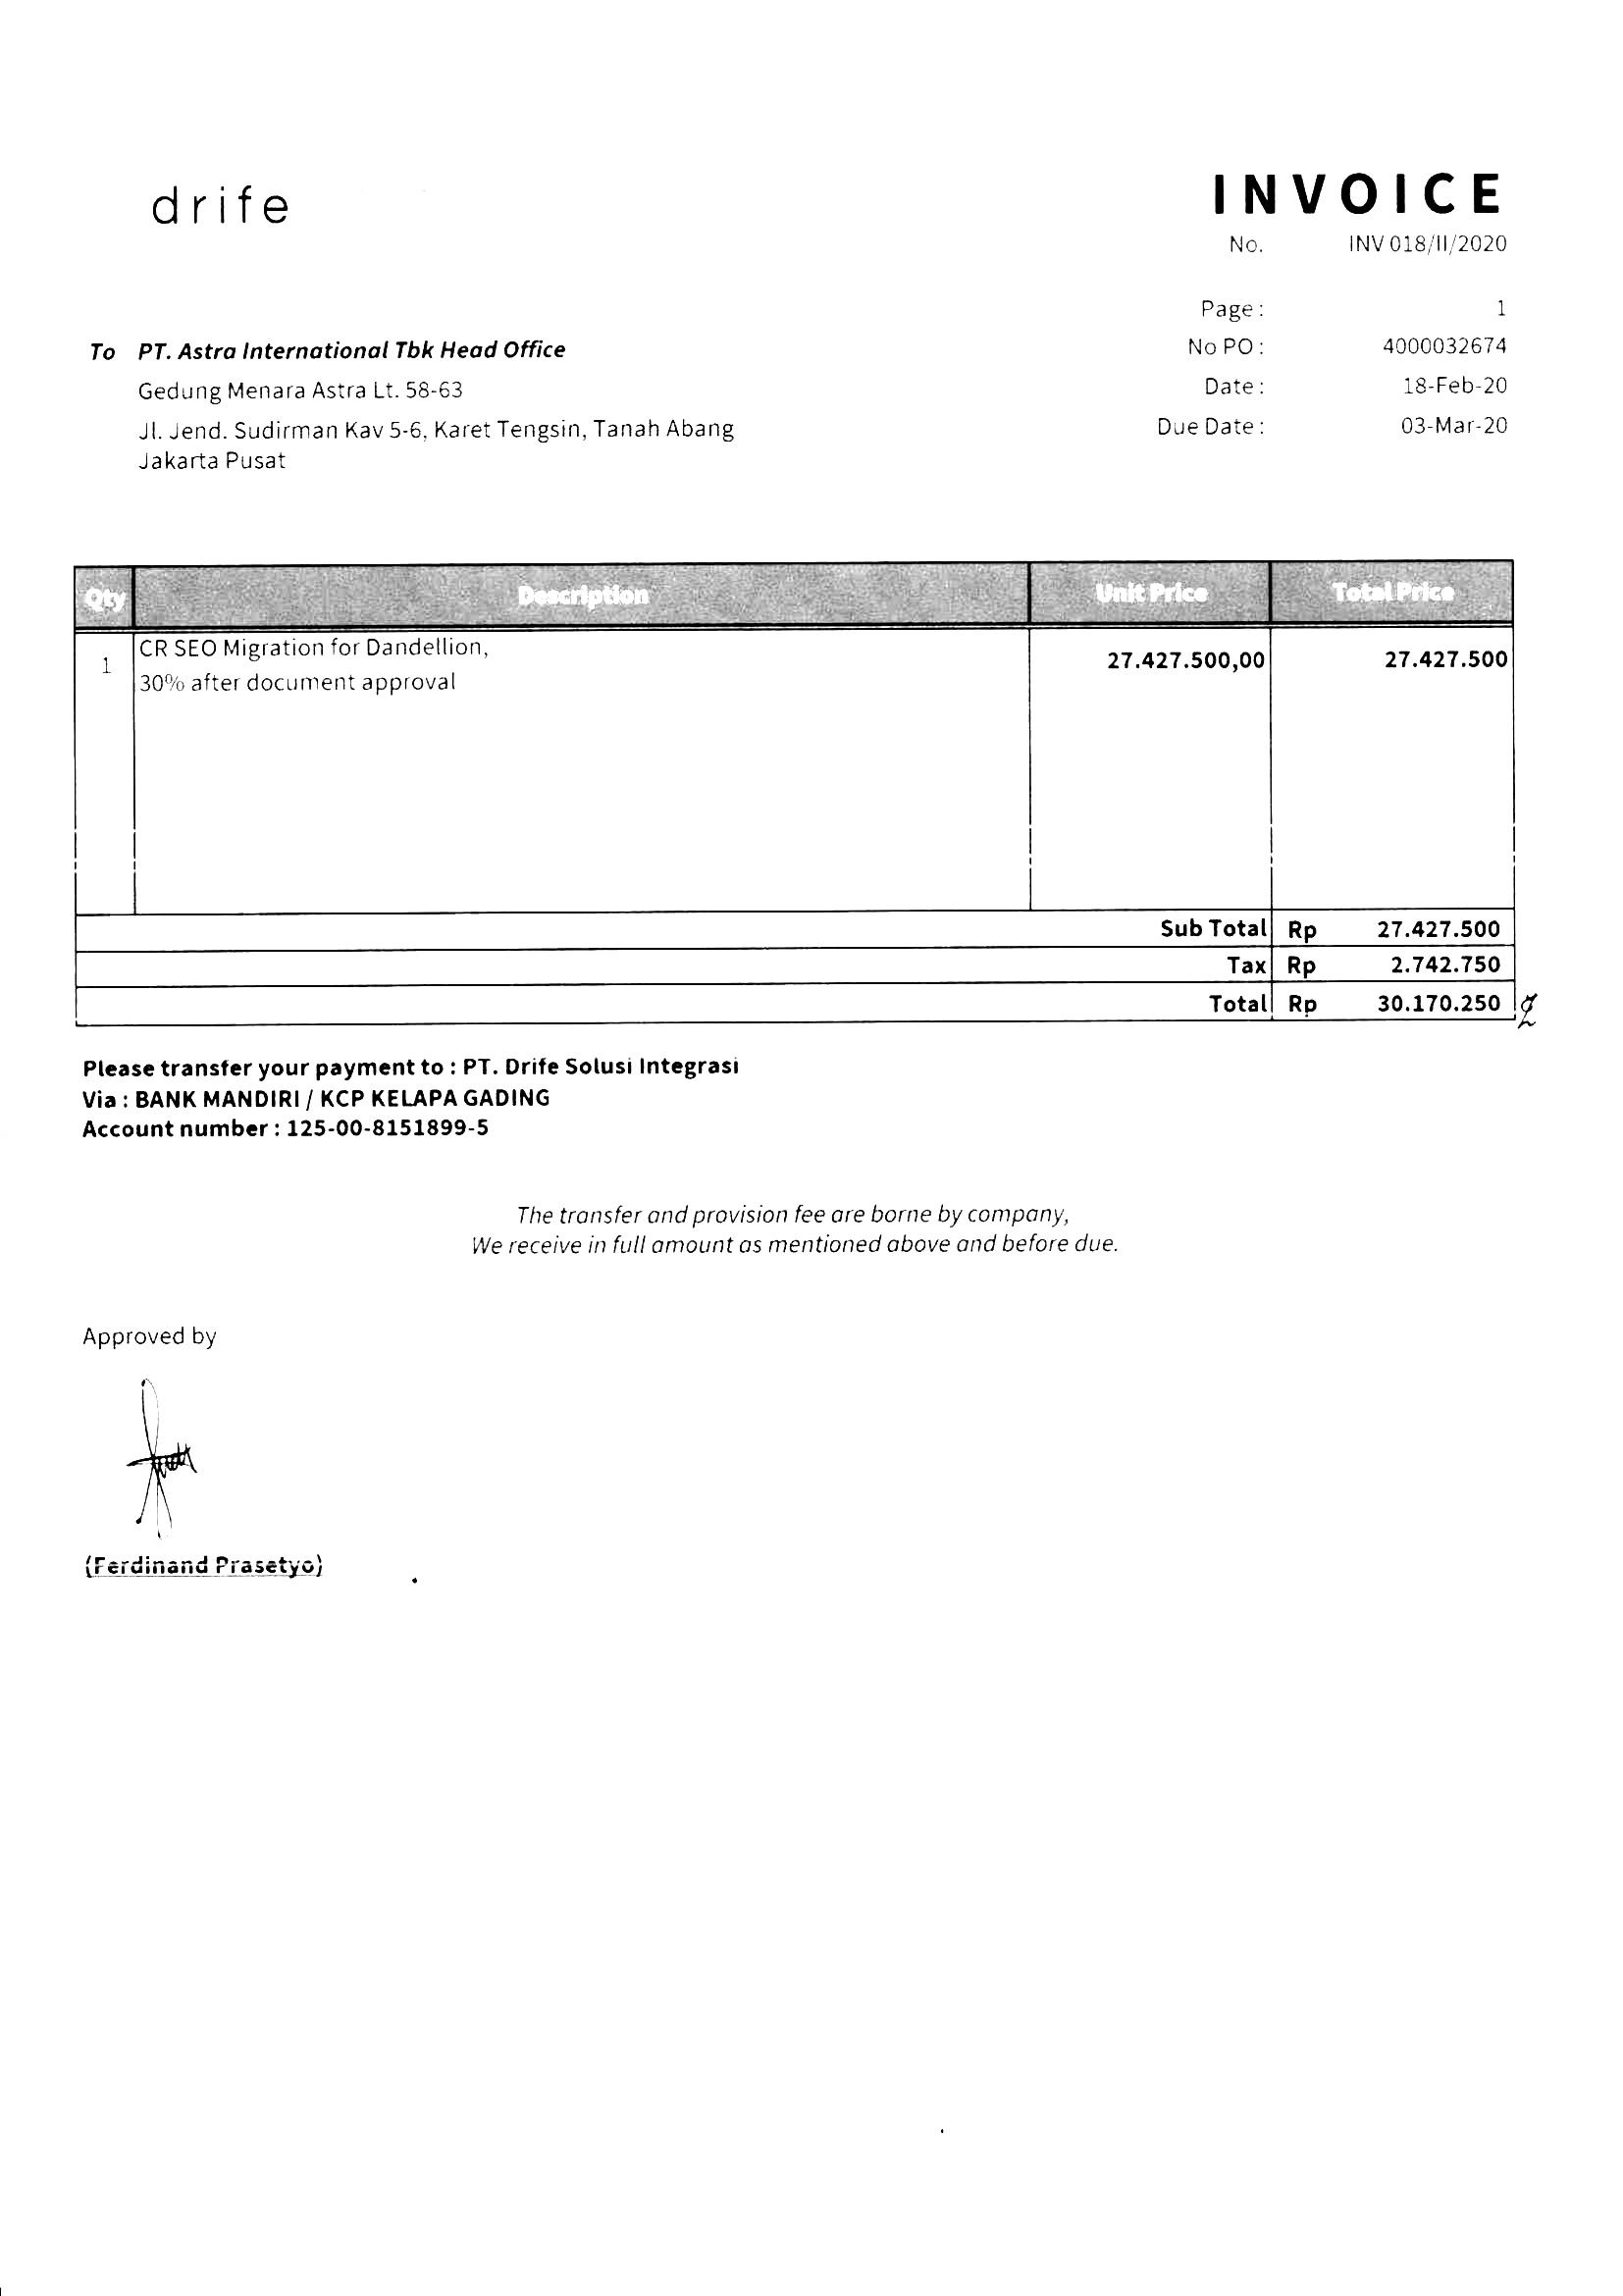 drife
INVOICE
No. INV 018/II/2020
Page : 1
To PT. Astra International Tbk Head Office
No PO : 4000032674
Gedung Menara Astra Lt. 58-63
Date : 18-Feb-20
Jl. Jend. Sudirman Kav 5-6, Karet Tengsin, Tanah Abang
Due Date : 03-Mar-20
Jakarta Pusat
Qty Description Unit Price Total Price
1 CR SEO Migration for Dandellion, 27.427.500,00 27.427.500
30% after document approval
Sub Total Rp 27.427.500
Tax Rp 2.742.750
Total Rp 30.170.250
Please transfer your payment to : PT. Drife Solusi Integrasi
Via : BANK MANDIRI / KCP KELAPA GADING
Account number : 125-00-8151899-5
The transfer and provision fee are borne by company,
We receive in full amount as mentioned above and before due.
Approved by
(Ferdinand Prasetyo)